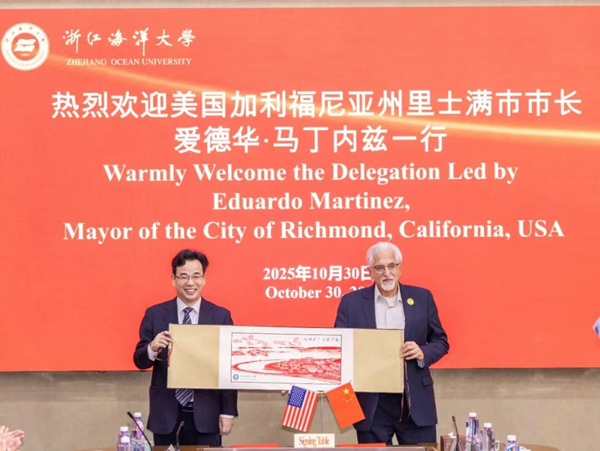 浙江海洋大學
ZHEJIANG OCEAN UNIVERSITY
热烈欢迎美国加利福尼亚州里士满市市长
爱德华·马丁内兹一行
Warmly Welcome the Delegation Led by
Eduardo Martinez,
Mayor of the City of Richmond, California, USA
2025年10月30日
October 30, 20
Signing Table